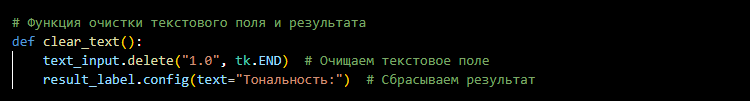 # Функция очистки текстового поля и результата
def clear_text():
    text_input.delete("1.0", tk.END)  # Очищаем текстовое поле
    result_label.config(text="Тональность:")  # Сбрасываем результат